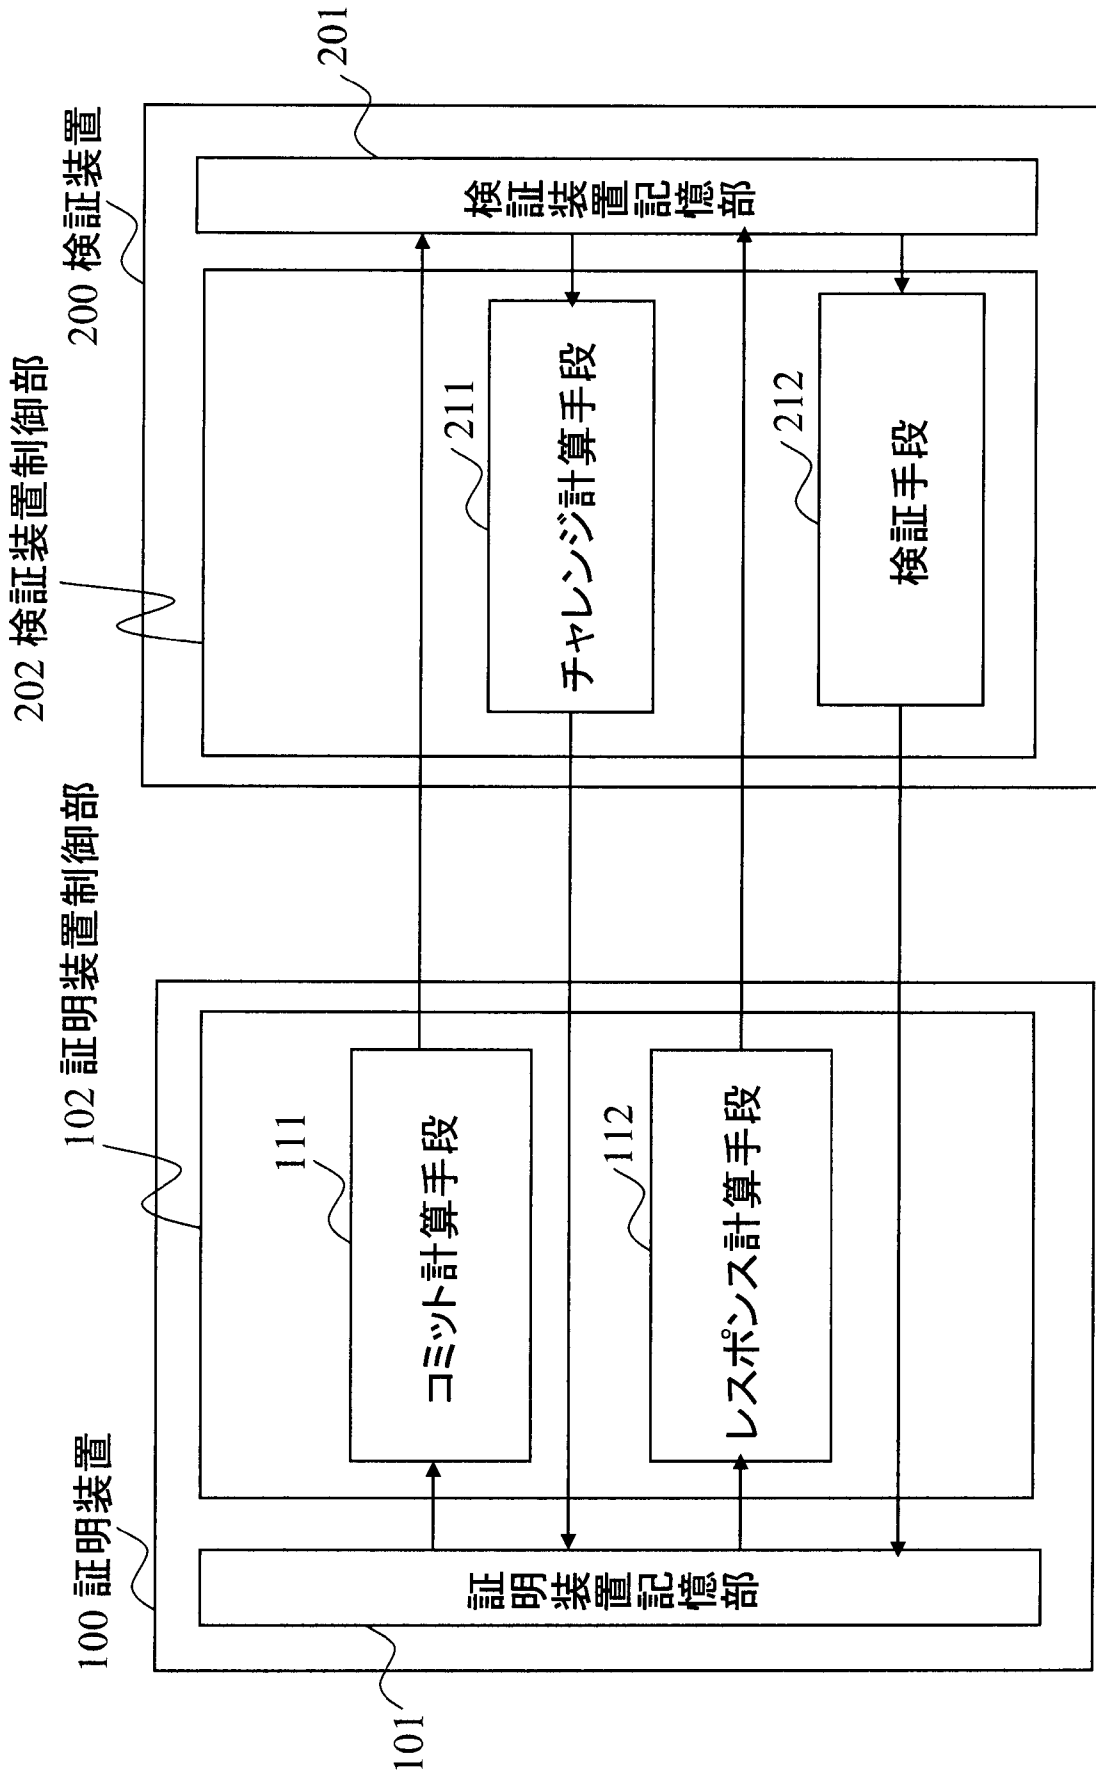 100 証明装置
102 証明装置制御部
202 検証装置制御部
200 検証装置
101
証明装置記憶部
111
コミット計算手段
112
レスポンス計算手段
211
チャレンジ計算手段
212
検証手段
検証装置記憶部
201